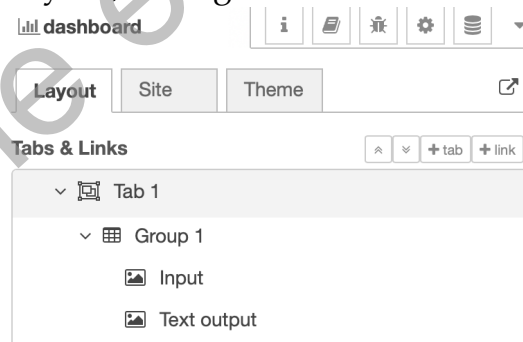 dashboard
i
Layout
Site
Theme
Tabs & Links
+ tab
+ link
Tab 1
Group 1
Input
Text output